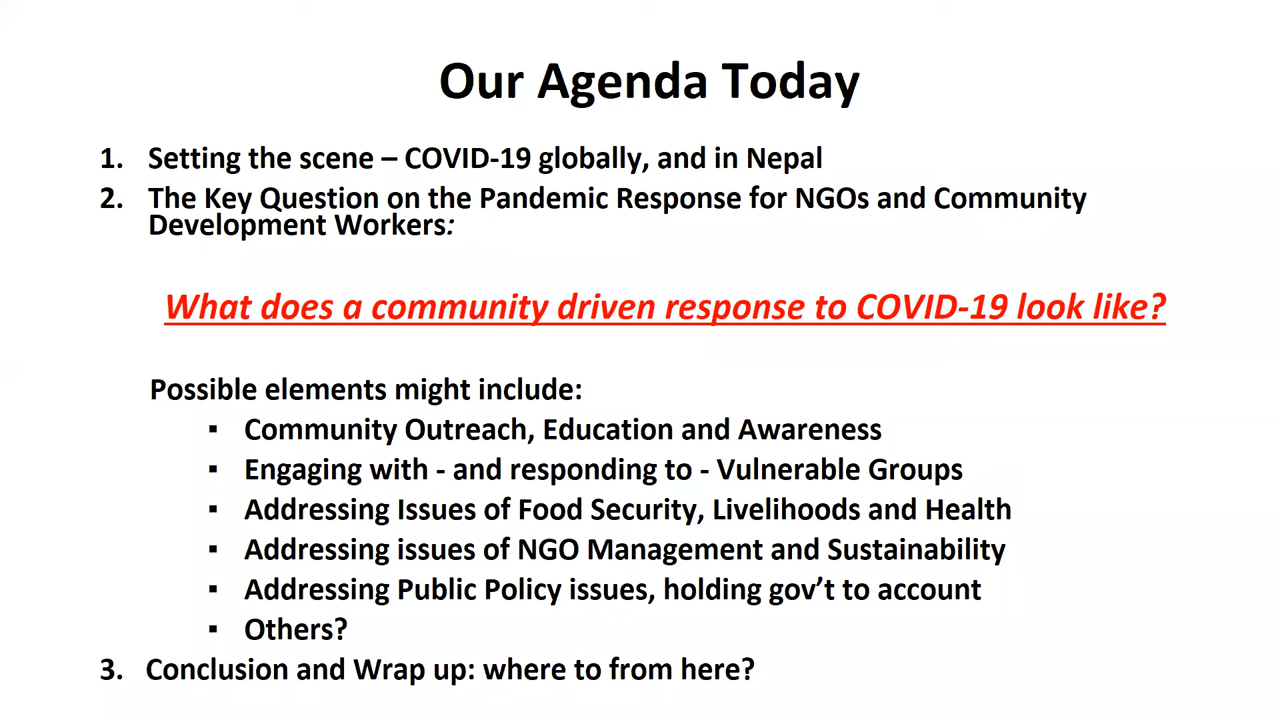 Our Agenda Today
1. Setting the scene – COVID-19 globally, and in Nepal
2. The Key Question on the Pandemic Response for NGOs and Community
Development Workers:
What does a community driven response to COVID-19 look like?
Possible elements might include:
▪ Community Outreach, Education and Awareness
▪ Engaging with - and responding to - Vulnerable Groups
▪ Addressing Issues of Food Security, Livelihoods and Health
▪ Addressing issues of NGO Management and Sustainability
▪ Addressing Public Policy issues, holding gov’t to account
▪ Others?
3. Conclusion and Wrap up: where to from here?